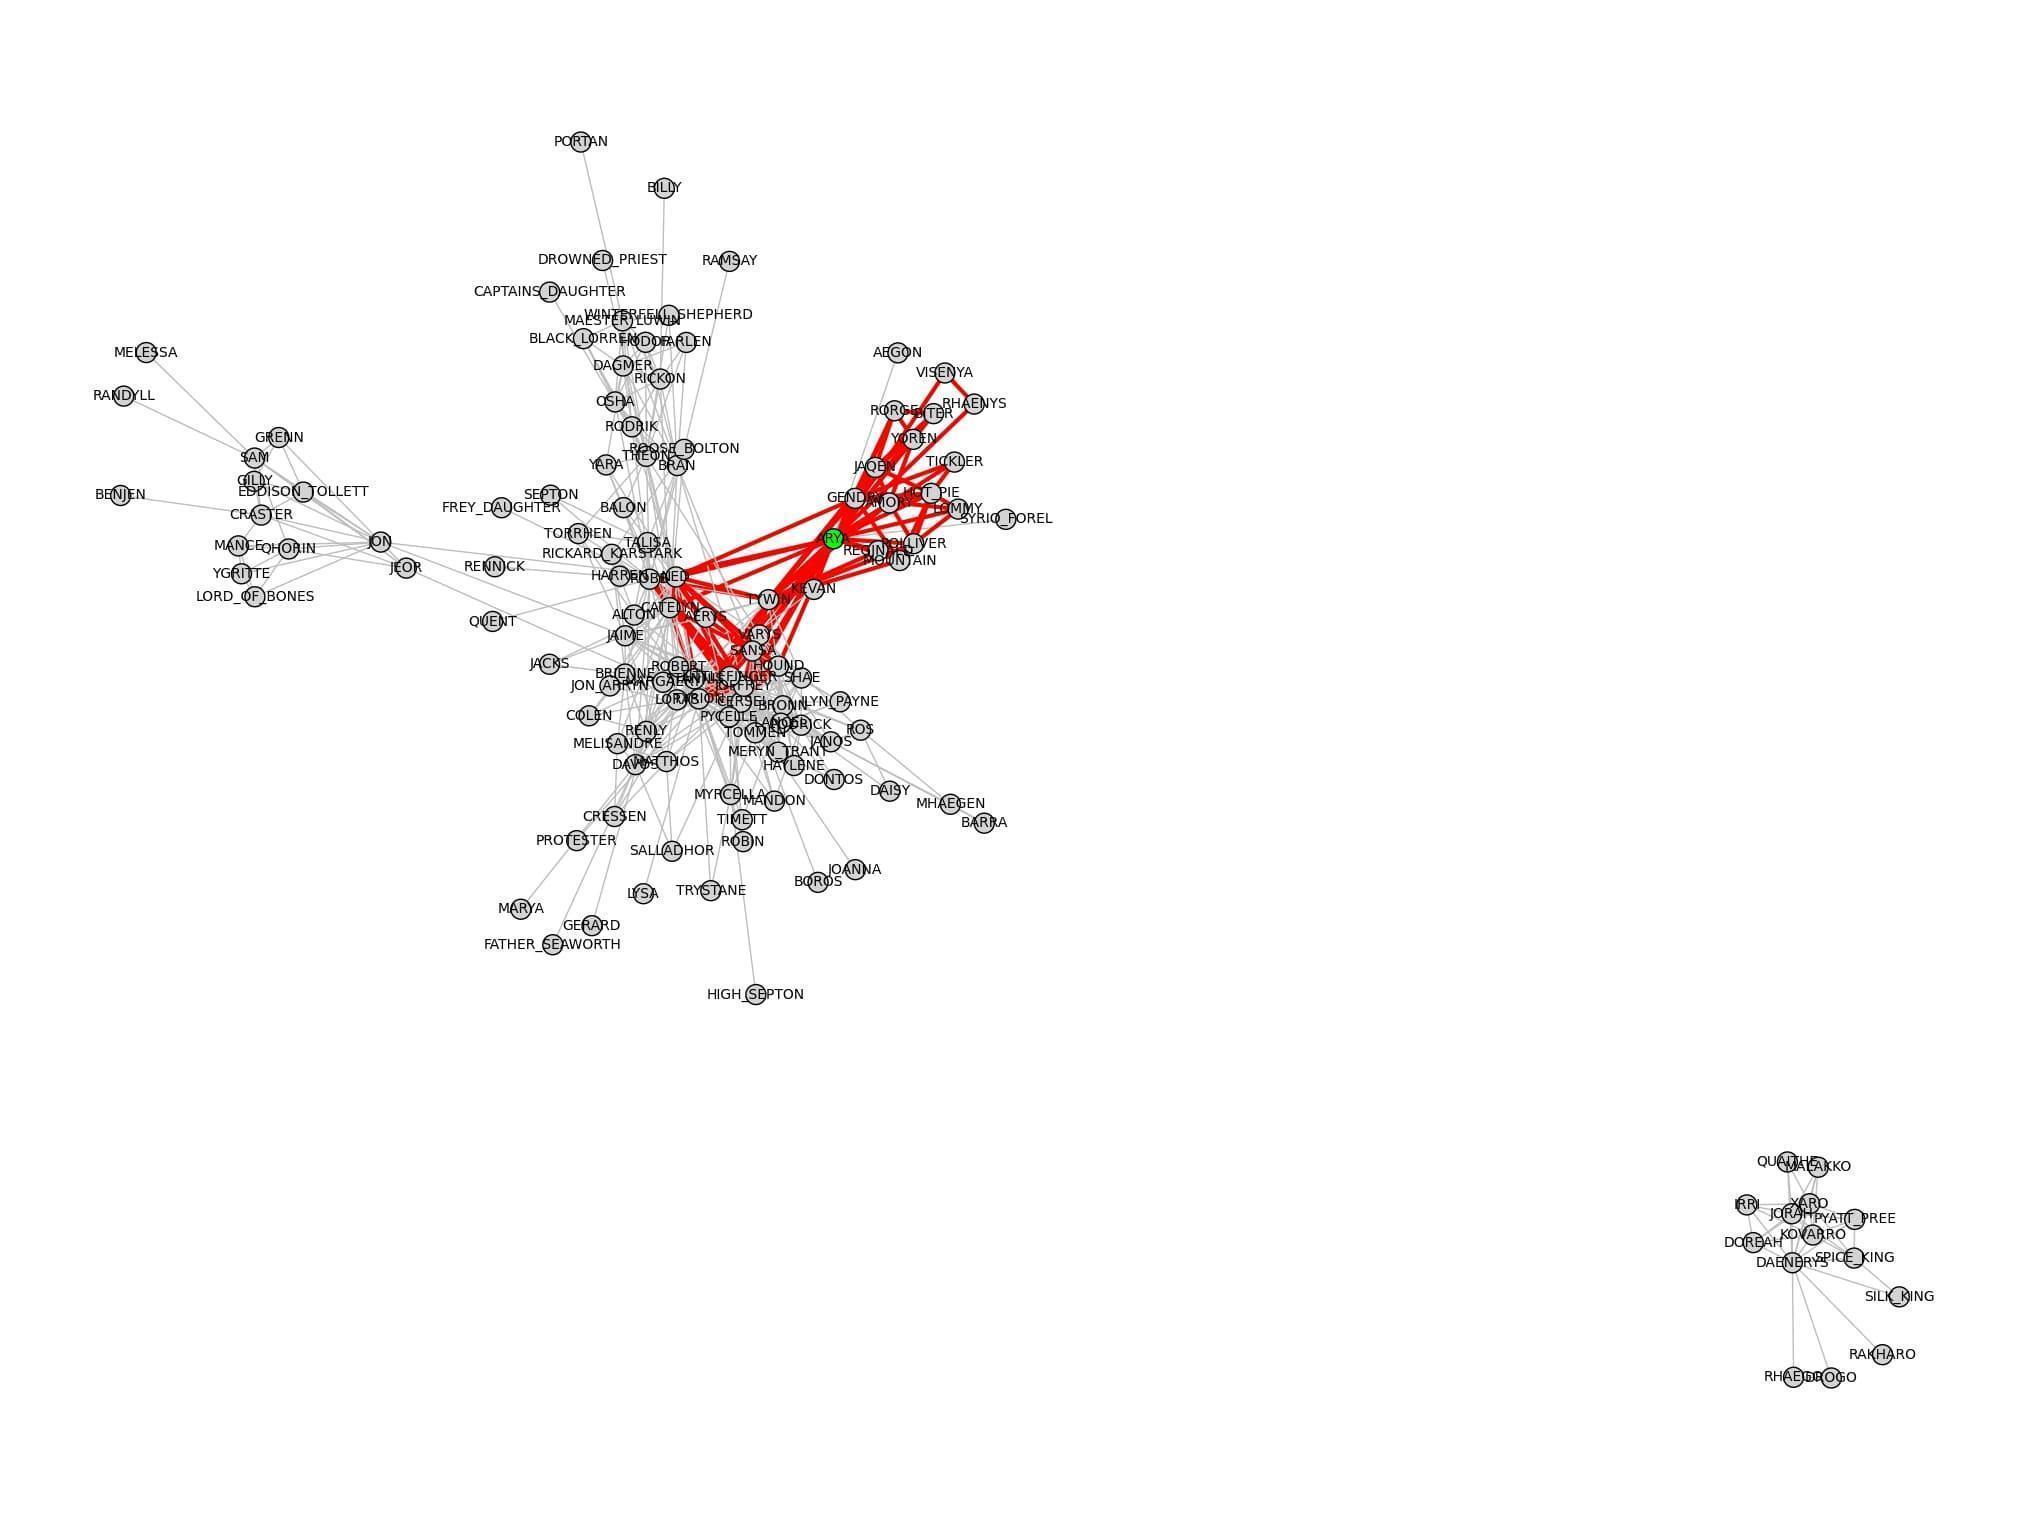 PORTAN
BILLY
DROWNED_PRIEST
RAMSAY
CAPTAINS_DAUGHTER
WINTERFELL_SHEPHERD
MAESTER_LUWIN
BLACK_LORREN
HODOR
FARLEN
MELESSA
AEGON
DAGMER
VISENYA
RICKON
RANDYLL
OSHA
RHAENYS
RORGE
BITER
RODRIK
GRENN
YOREN
ROOSE_BOLTON
THEON
SAM
YARA
BRAN
JAQEN
TICKLER
GILLY
EDDISON_TOLLETT
BENJEN
SEPTON
HOT_PIE
GENDRY
AMORY
FREY_DAUGHTER
BALON
LOMMY
CRASTER
SYRIO_FOREL
TORRHEN
ARYA
JON
TALISA
POLLIVER
MANCE
QHORIN
REGINALD
RICKARD_KARSTARK
MOUNTAIN
JEOR
RENNICK
YGRITTE
HARREN
ROBB
NED
KEVAN
LORD_OF_BONES
TYWIN
CATELYN
ALTON
AERYS
QUENT
JAIME
VARYS
SANSA
JACKS
ROBERT
HOUND
BRIENNE
STANNIS
LITTLEFINGER
SHAE
JON_ARRYN
MARGAERY
JOFFREY
LORAS
TYRION
CERSEI
ILYN_PAYNE
BRONN
COLEN
PYCELLE
LANCEL
PODRICK
RENLY
TOMMEN
ROS
MELISANDRE
JANOS
MERYN_TRANT
DAVOS
MATTHOS
HAYLENE
DONTOS
DAISY
MYRCELLA
MANDON
MHAEGEN
CRESSEN
TIMETT
BARRA
PROTESTER
ROBIN
SALLADHOR
JOANNA
BOROS
LYSA
TRYSTANE
MARYA
GERARD
FATHER_SEAWORTH
HIGH_SEPTON
QUAITHE
MALAKKO
IRRI
XARO
JORAH
PYATT_PREE
KOVARRO
DOREAH
SPICE_KING
DAENERYS
SILK_KING
RAKHARO
RHAEGO
DROGO